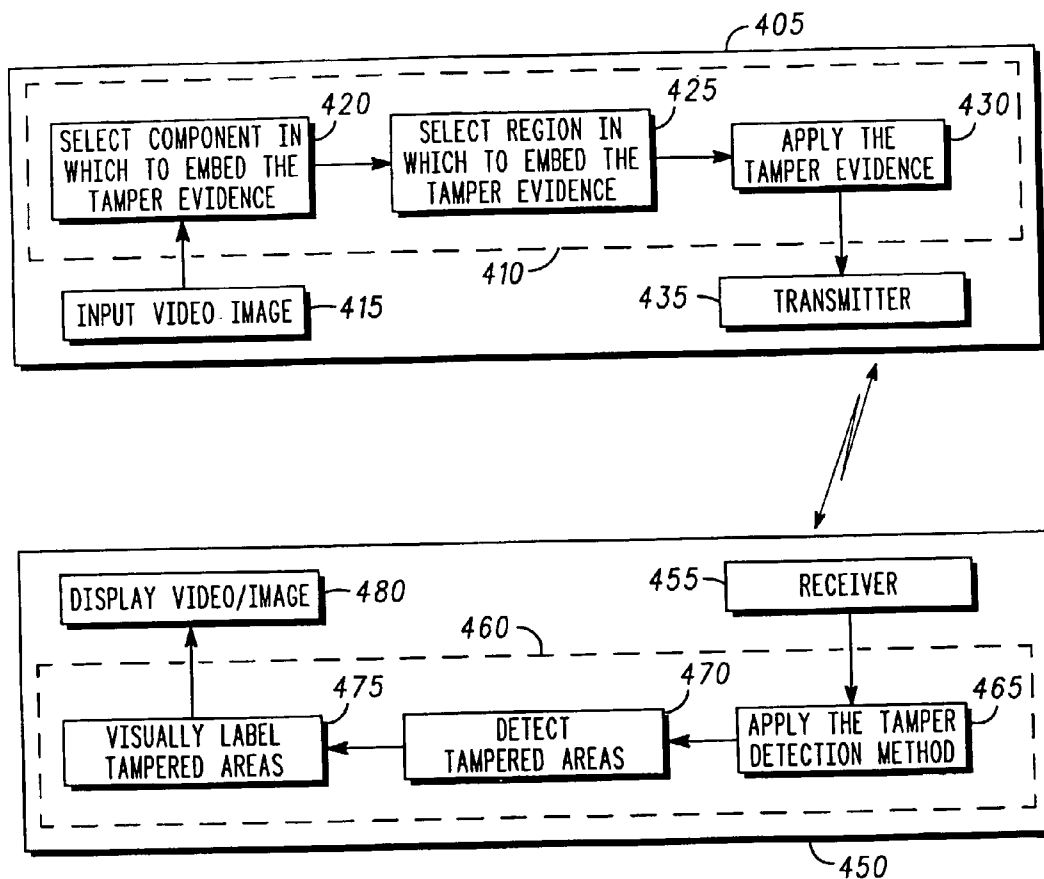 405
420
SELECT COMPONENT IN
WHICH TO EMBED THE
TAMPER EVIDENCE
425
SELECT REGION IN
WHICH TO EMBED THE
TAMPER EVIDENCE
430
APPLY THE
TAMPER EVIDENCE
410
INPUT VIDEO IMAGE
415
435
TRANSMITTER
DISPLAY VIDEO/IMAGE
480
455
RECEIVER
460
475
VISUALLY LABEL
TAMPERED AREAS
470
DETECT
TAMPERED AREAS
465
APPLY THE TAMPER
DETECTION METHOD
450